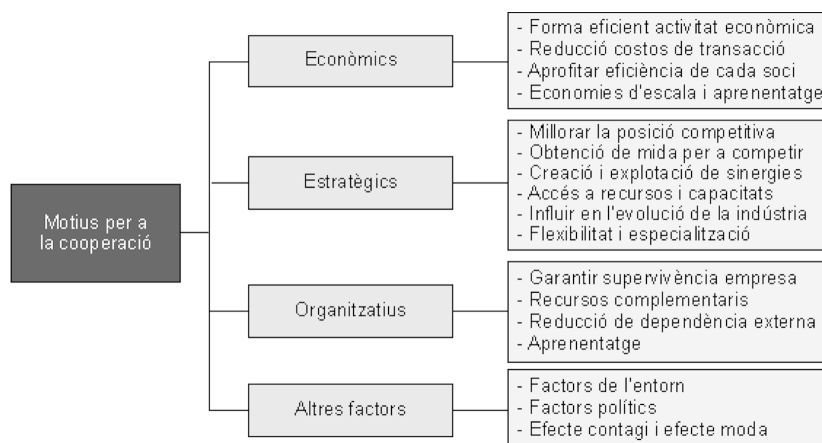 Motius per a
la cooperació
Econòmics
- Forma eficient activitat econòmica
- Reducció costos de transacció
- Aprofitar eficiència de cada soci
- Economies d'escala i aprenentatge
Estratègics
- Millorar la posició competitiva
- Obtenció de mida per a competir
- Creació i explotació de sinergies
- Accés a recursos i capacitats
- Influir en l'evolució de la indústria
- Flexibilitat i especialització
Organitzatius
- Garantir supervivència empresa
- Recursos complementaris
- Reducció de dependència externa
- Aprenentatge
Altres factors
- Factors de l'entorn
- Factors polítics
- Efecte contagi i efecte moda